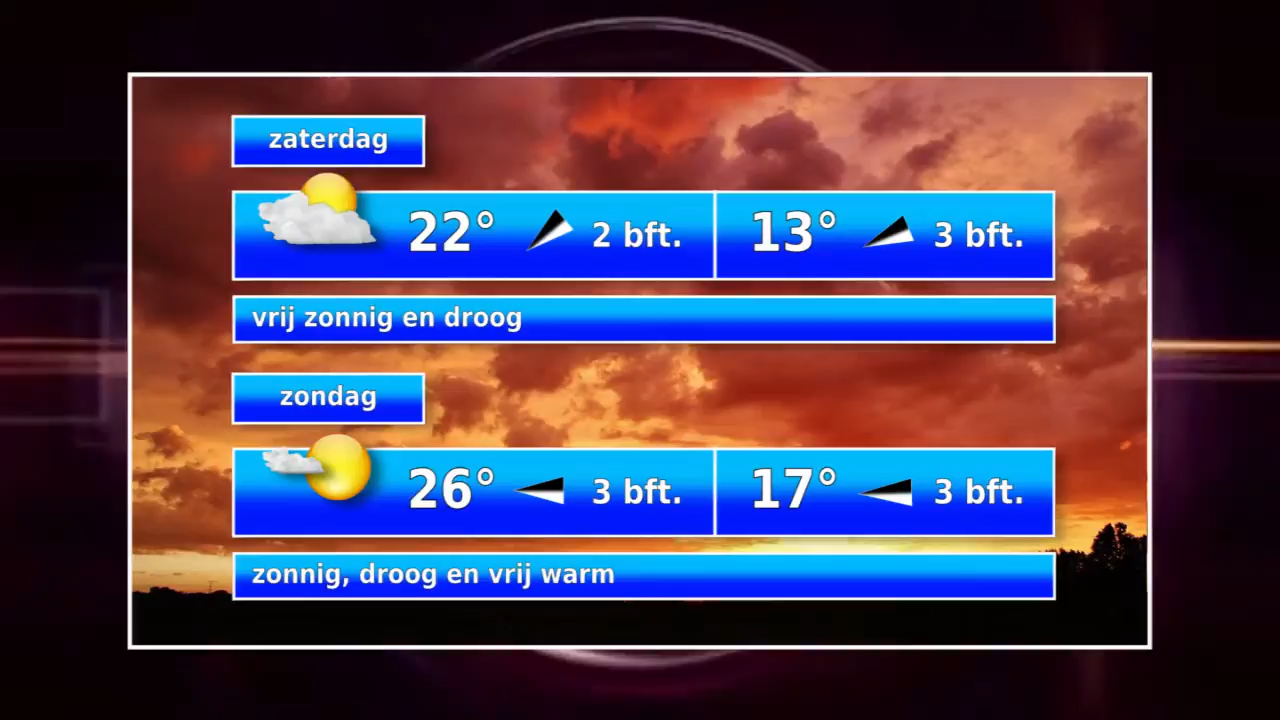 zaterdag
22° 2 bft. 13° 3 bft.
vrij zonnig en droog
zondag
26° 3 bft. 17° 3 bft.
zonnig, droog en vrij warm